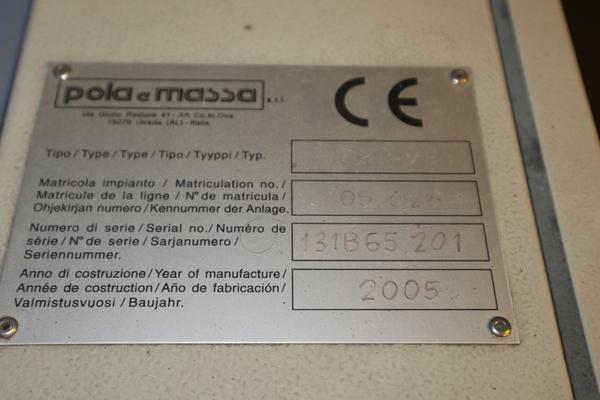 pola e massa s.r.l.
CE
Via Giulio Pastore 41 - Art. Co.In.Ova.
15076 Ovada (AL) - Italia
Tipo / Type / Type / Tipo / Tyyppi / Typ.
Matricola impianto / Matriculation no. /
Matricule de la ligne / N° de matricula /
Ohjekirjan numero / Kennummer der Anlage.
05
Numero di serie / Serial no. / Numéro de
série / N° de serie / Sarjanumero /
Seriennummer.
131B65 201
Anno di costruzione / Year of manufacture /
Année de costruction / Año de fabricación /
Valmistusvuosi / Baujahr.
2005